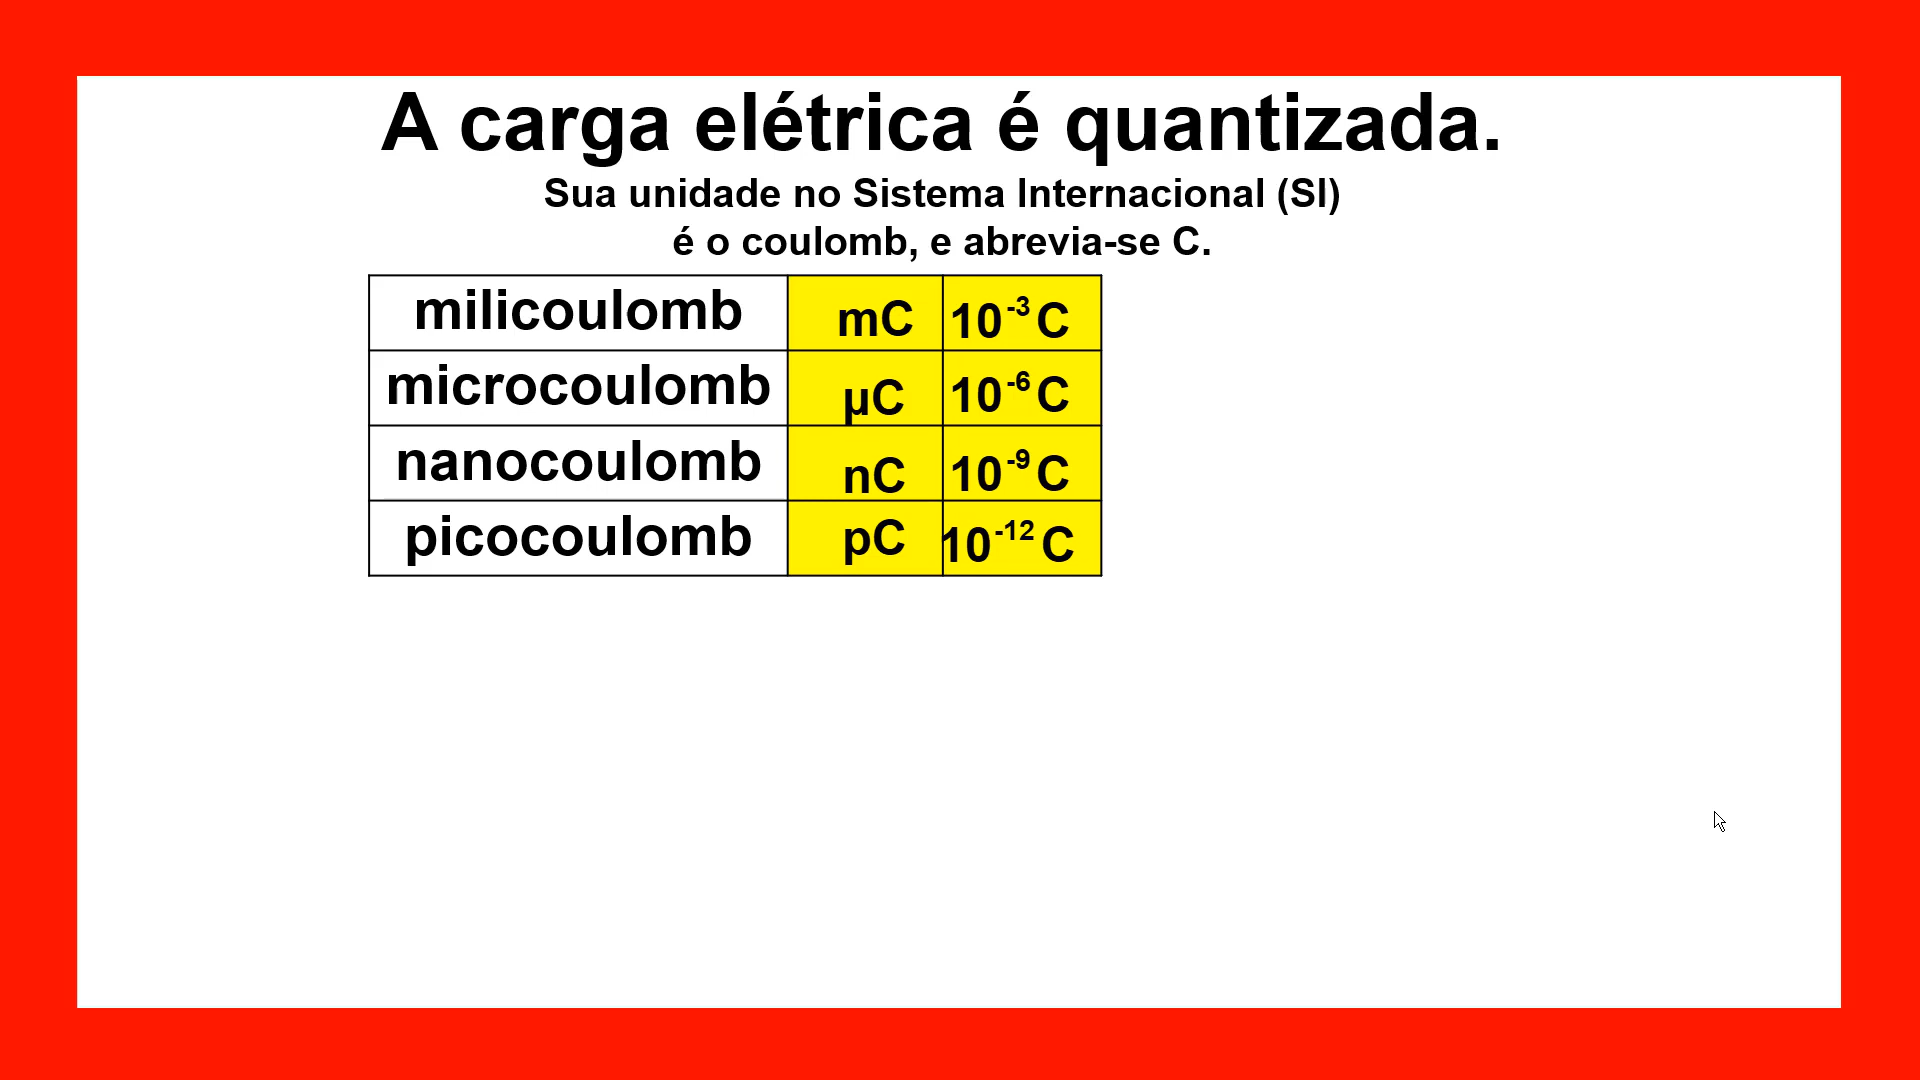 A carga elétrica é quantizada.
Sua unidade no Sistema Internacional (SI)
é o coulomb, e abrevia-se C.
milicoulomb mC 10⁻³ C
microcoulomb µC 10⁻⁶ C
nanocoulomb nC 10⁻⁹ C
picocoulomb pC 10⁻¹² C